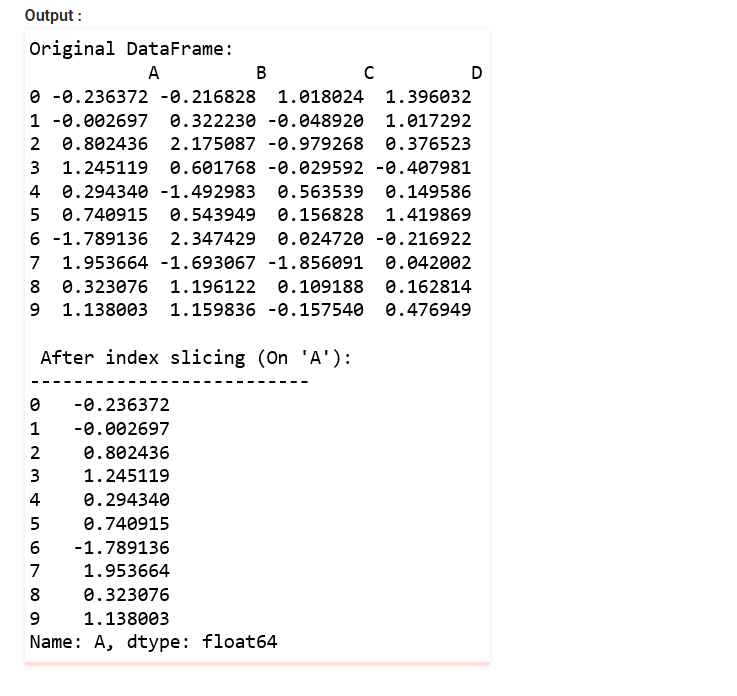 Output :
Original DataFrame:
A B C D
0 -0.236372 -0.216828 1.018024 1.396032
1 -0.002697 0.322230 -0.048920 1.017292
2 0.802436 2.175087 -0.979268 0.376523
3 1.245119 0.601768 -0.029592 -0.407981
4 0.294340 -1.492983 0.563539 0.149586
5 0.740915 0.543949 0.156828 1.419869
6 -1.789136 2.347429 0.024720 -0.216922
7 1.953664 -1.693067 -1.856091 0.042002
8 0.323076 1.196122 0.109188 0.162814
9 1.138003 1.159836 -0.157540 0.476949
After index slicing (On 'A'):
--------------------------
0 -0.236372
1 -0.002697
2 0.802436
3 1.245119
4 0.294340
5 0.740915
6 -1.789136
7 1.953664
8 0.323076
9 1.138003
Name: A, dtype: float64